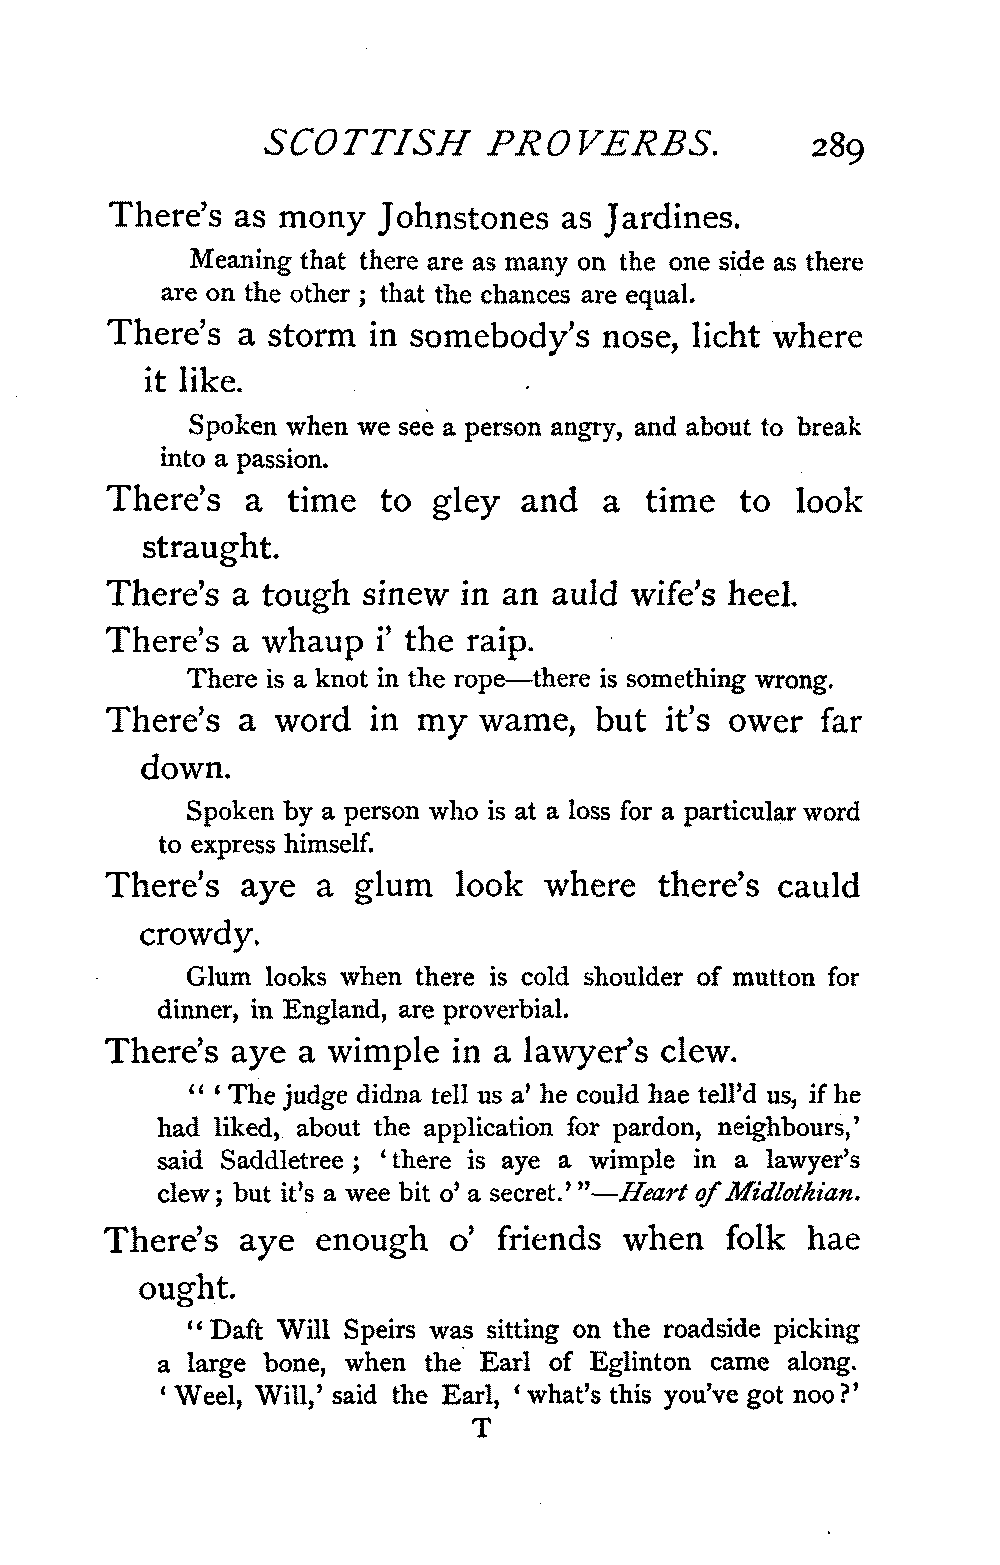 SCOTTISH PROVERBS. 289
There's as mony Johnstones as Jardines.
Meaning that there are as many on the one side as there
are on the other ; that the chances are equal.
There's a storm in somebody's nose, licht where
it like.
Spoken when we see a person angry, and about to break
into a passion.
There's a time to gley and a time to look
straught.
There's a tough sinew in an auld wife's heel.
There's a whaup i' the raip.
There is a knot in the rope—there is something wrong.
There's a word in my wame, but it's ower far
down.
Spoken by a person who is at a loss for a particular word
to express himself.
There's aye a glum look where there's cauld
crowdy.
Glum looks when there is cold shoulder of mutton for
dinner, in England, are proverbial.
There's aye a wimple in a lawyer's clew.
" ' The judge didna tell us a' he could hae tell'd us, if he
had liked, about the application for pardon, neighbours,'
said Saddletree ; 'there is aye a wimple in a lawyer's
clew ; but it's a wee bit o' a secret.' "—Heart of Midlothian.
There's aye enough o' friends when folk hae
ought.
" Daft Will Speirs was sitting on the roadside picking
a large bone, when the Earl of Eglinton came along.
' Weel, Will,' said the Earl, ' what's this you've got noo?'
T